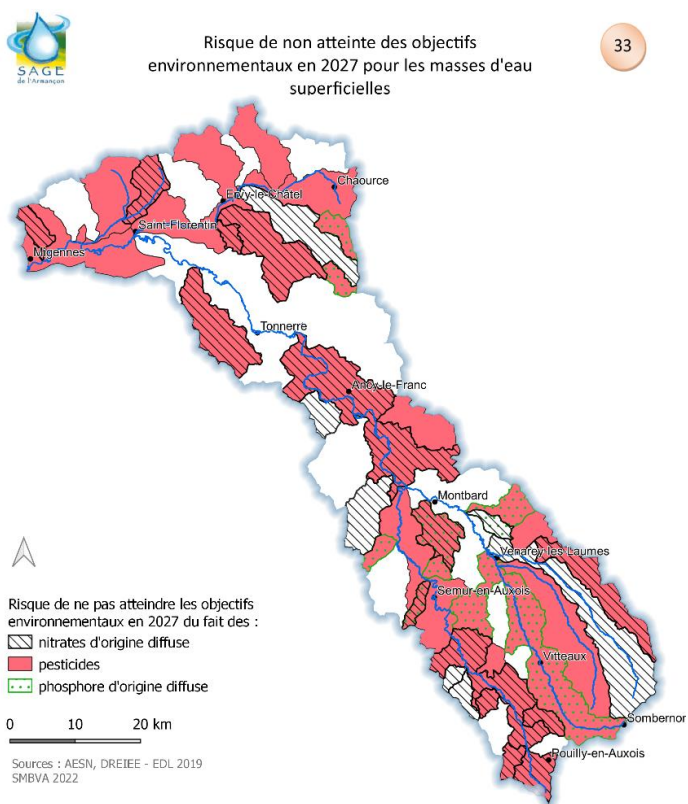 SAGE
de l'Armançon
Risque de non atteinte des objectifs
environnementaux en 2027 pour les masses d'eau
superficielles
33
Chaource
Ervy-le-Châtel
Saint-Florentin
Migennes
Tonnerre
Ancy-le-Franc
Montbard
Venarey-les-Laumes
Semur-en-Auxois
Vitteaux
Sombernon
Pouilly-en-Auxois
Risque de ne pas atteindre les objectifs
environnementaux en 2027 du fait des :
nitrates d'origine diffuse
pesticides
phosphore d'origine diffuse
0 10 20 km
Sources : AESN, DREIEE - EDL 2019
SMBVA 2022